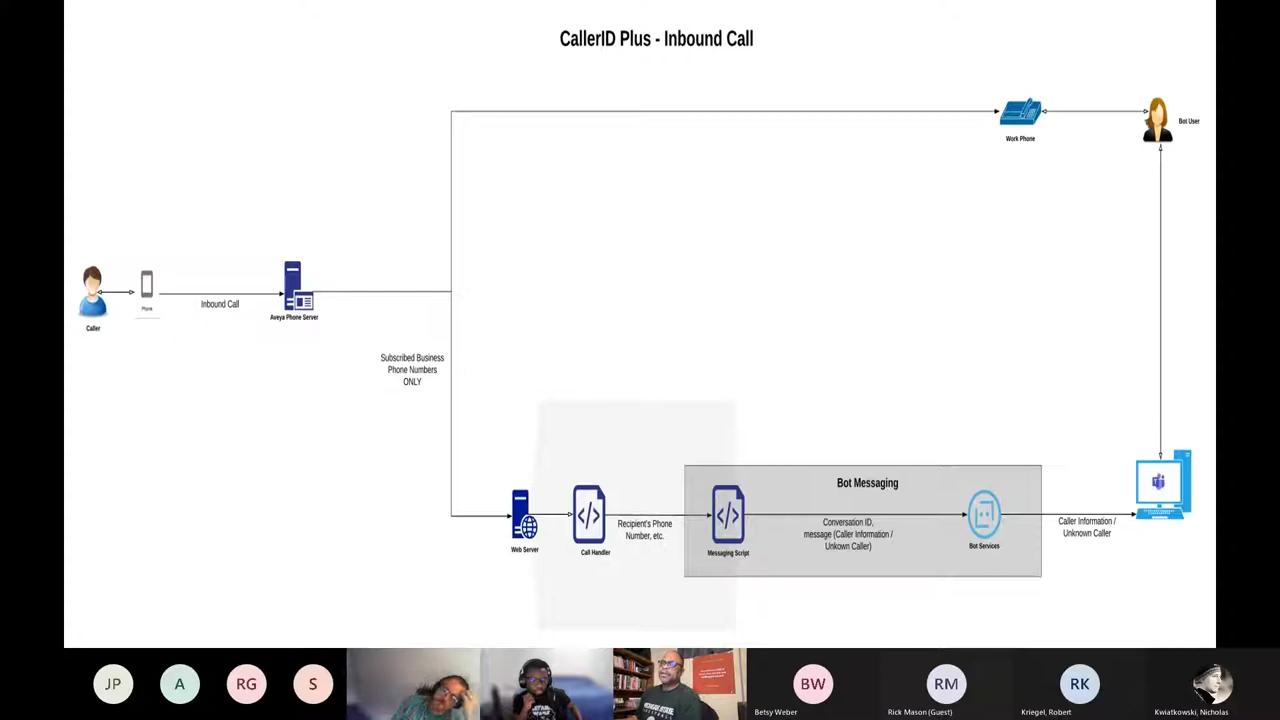 CallerID Plus - Inbound Call
Work Phone
Bot User
Phone
Inbound Call
Aveya Phone Server
Caller
Subscribed Business
Phone Numbers
ONLY
Bot Messaging
Recipient's Phone
Number, etc.
Conversation ID,
message (Caller Information /
Unkown Caller)
Caller Information /
Unknown Caller
Web Server
Call Handler
Messaging Script
Bot Services
JP
A
RG
S
BW
RM
RK
Betsy Weber
Rick Mason (Guest)
Kriegel, Robert
Kwiatkowski, Nicholas